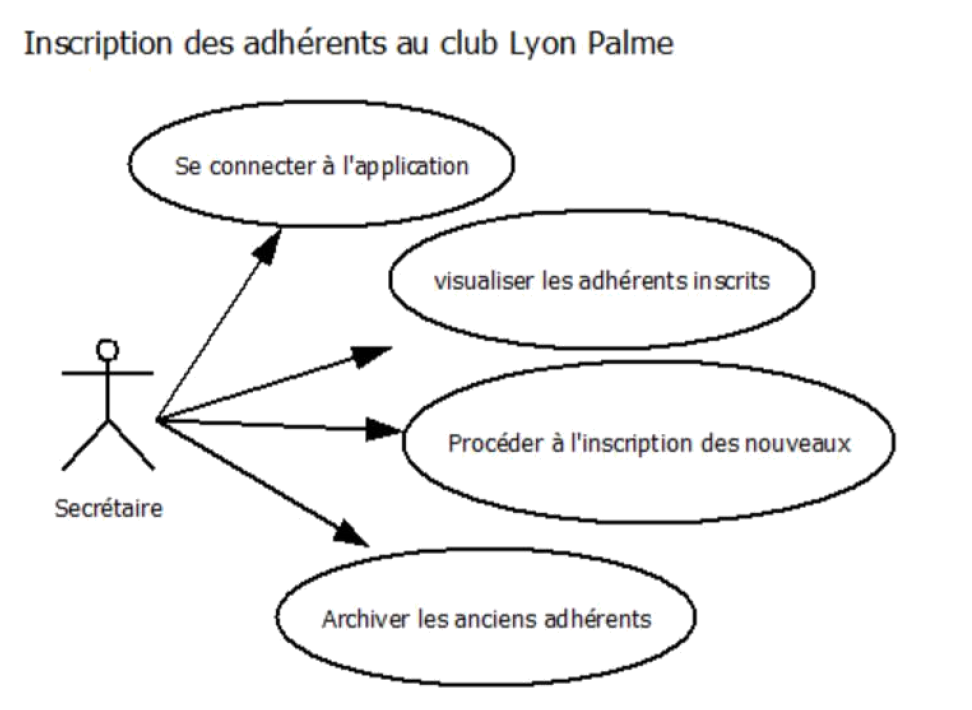 Inscription des adhérents au club Lyon Palme
Se connecter à l'application
visualiser les adhérents inscrits
Procéder à l'inscription des nouveaux
Secrétaire
Archiver les anciens adhérents